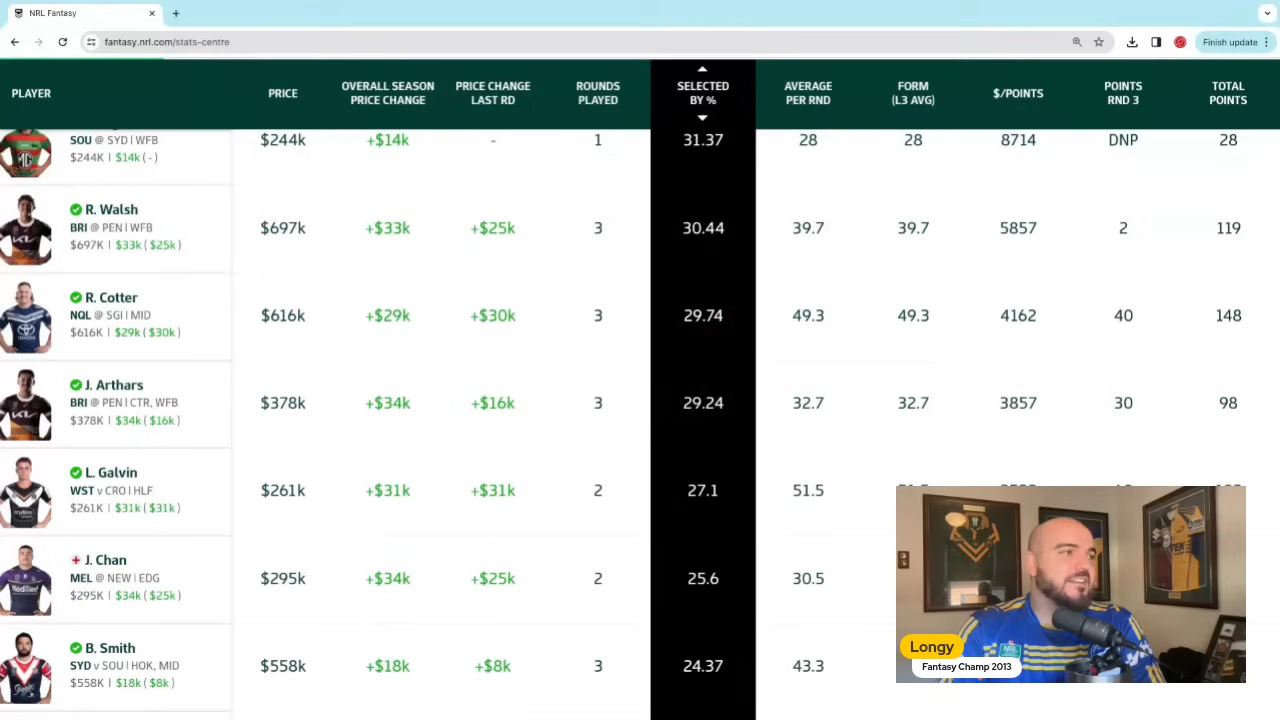 NRL Fantasy
fantasy.nrl.com/stats-centre
Finish update
PLAYER
PRICE
OVERALL SEASON
PRICE CHANGE
PRICE CHANGE
LAST RD
ROUNDS
PLAYED
SELECTED
BY %
AVERAGE
PER RND
FORM
(L3 AVG)
$/POINTS
POINTS
RND 3
TOTAL
POINTS
SOU @ SYD | WFB
$244K | $14k ( - )
$244k +$14k - 1 31.37 28 28 8714 DNP 28
R. Walsh
BRI @ PEN | WFB
$697K | $33k ( $25k )
$697k +$33k +$25k 3 30.44 39.7 39.7 5857 2 119
R. Cotter
NQL @ SGI | MID
$616K | $29k ( $30k )
$616k +$29k +$30k 3 29.74 49.3 49.3 4162 40 148
J. Arthars
BRI @ PEN | CTR, WFB
$378K | $34k ( $16k )
$378k +$34k +$16k 3 29.24 32.7 32.7 3857 30 98
L. Galvin
WST v CRO | HLF
$261K | $31k ( $31k )
$261k +$31k +$31k 2 27.1 51.5
J. Chan
MEL @ NEW | EDG
$295K | $34k ( $25k )
$295k +$34k +$25k 2 25.6 30.5
B. Smith
SYD v SOU | HOK, MID
$558K | $18k ( $8k )
$558k +$18k +$8k 3 24.37 43.3
NRL
Longy
Fantasy Champ 2013